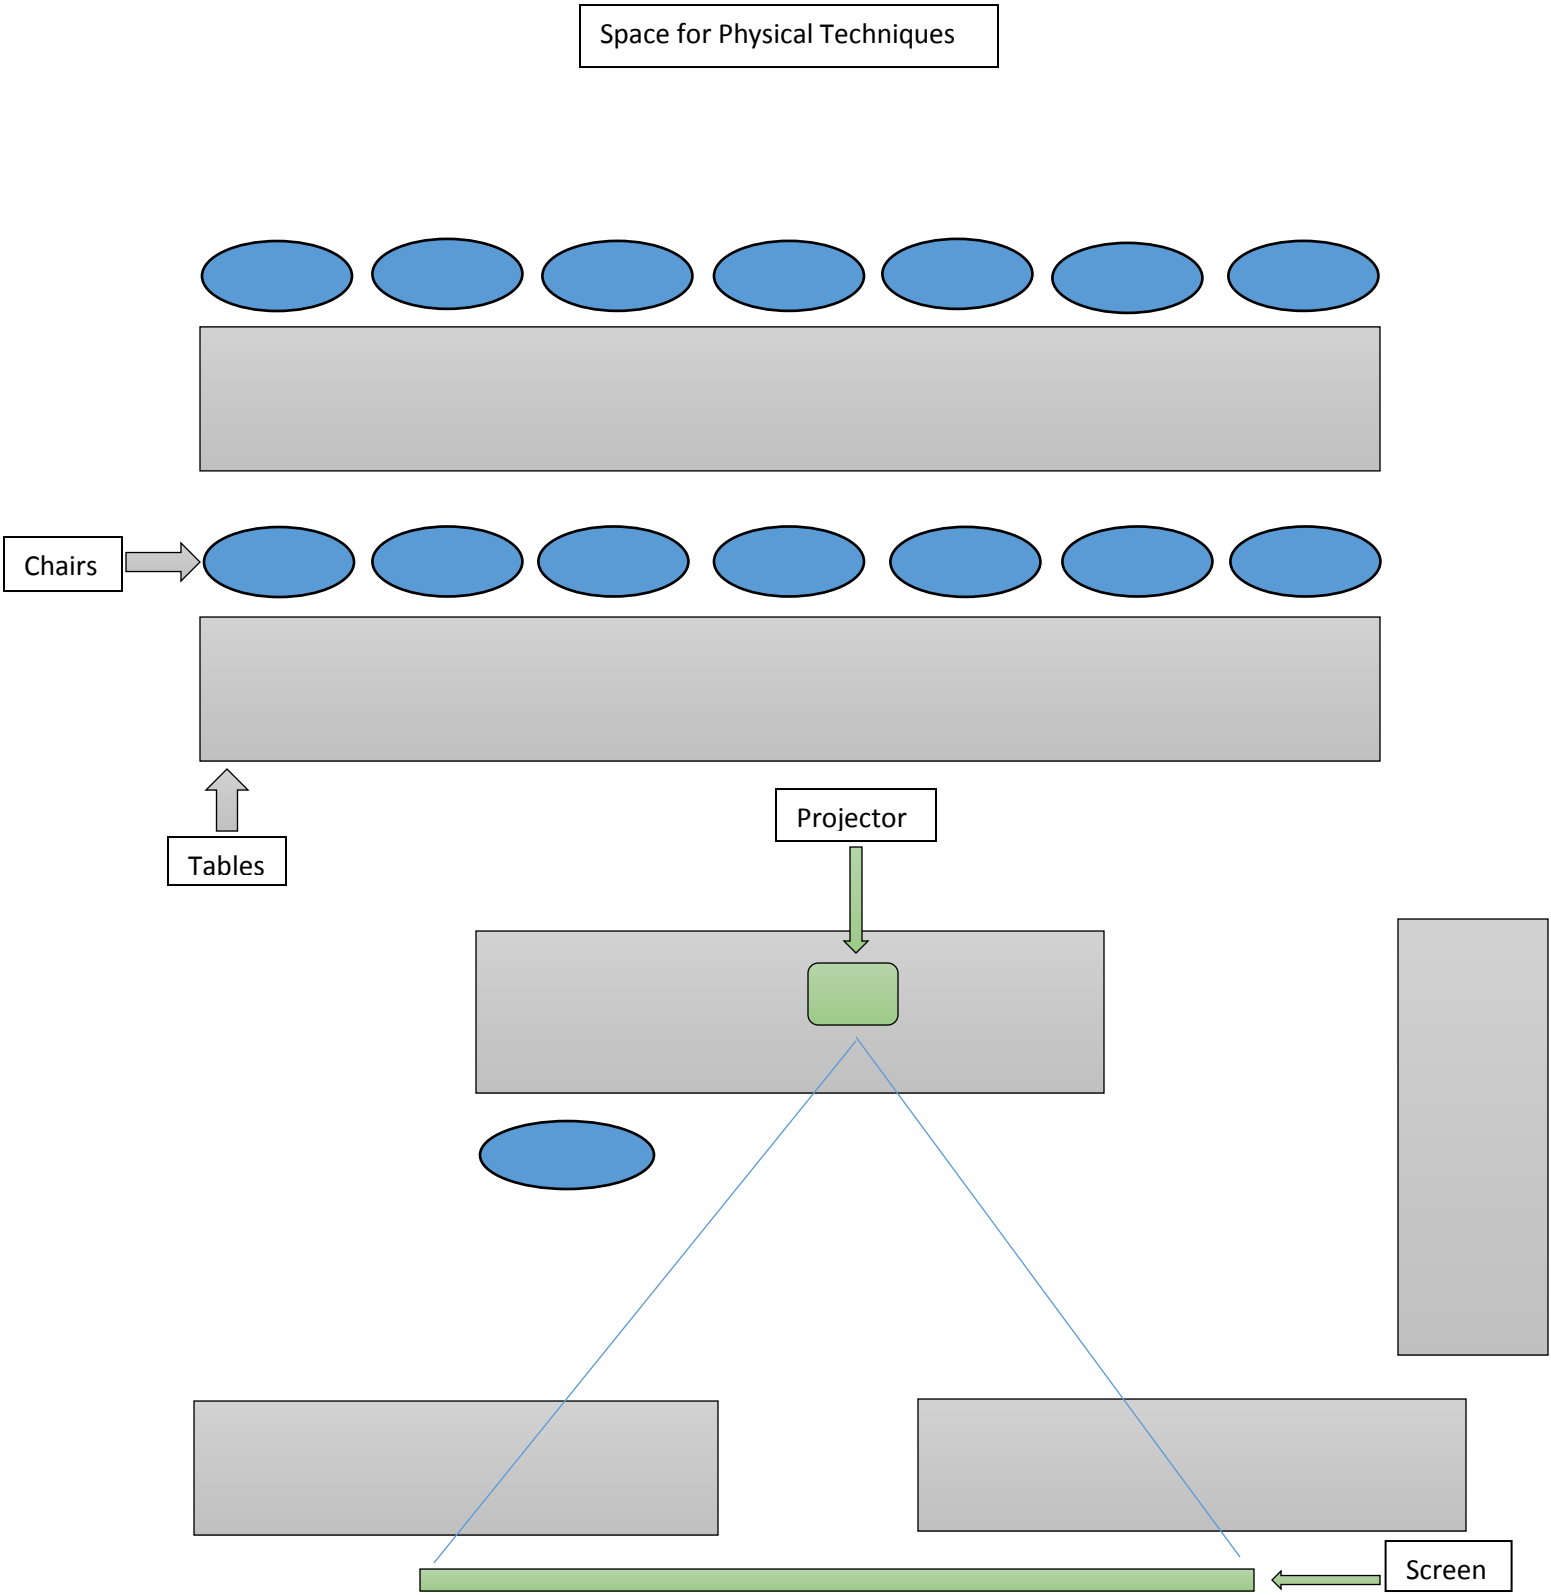 Space for Physical Techniques
Chairs
Projector
Tables
Screen